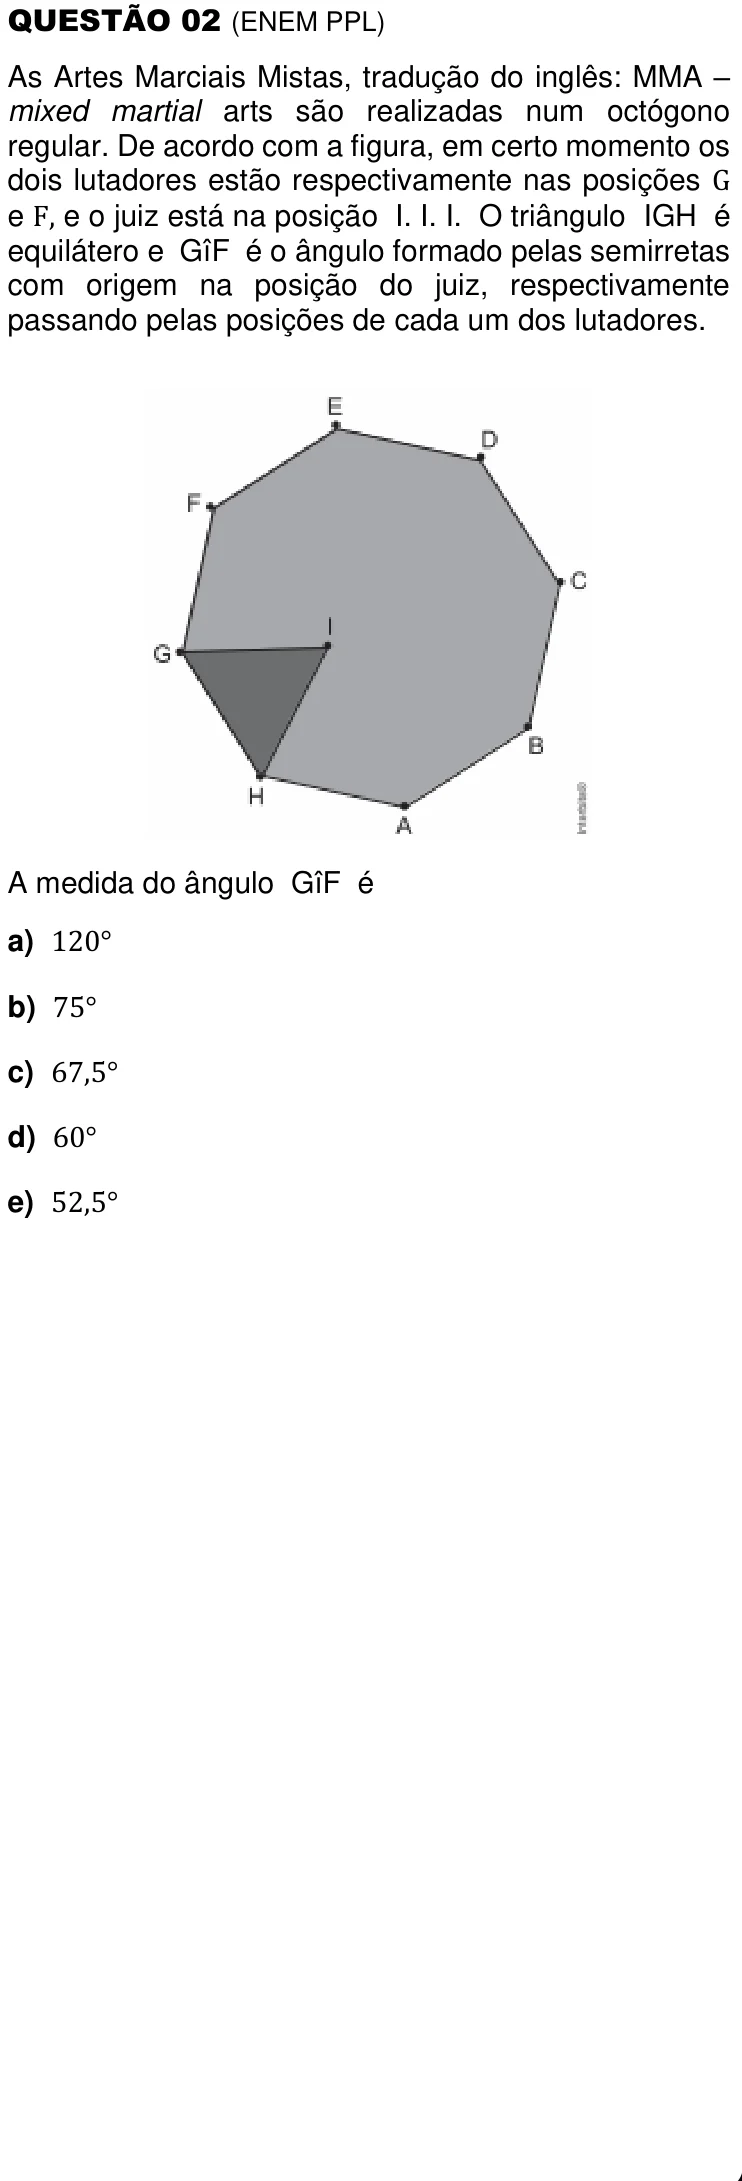 QUESTÃO 02 (ENEM PPL)
As Artes Marciais Mistas, tradução do inglês: MMA –
mixed martial arts são realizadas num octógono
regular. De acordo com a figura, em certo momento os
dois lutadores estão respectivamente nas posições G
e F, e o juiz está na posição I. I. I. O triângulo IGH é
equilátero e GîF é o ângulo formado pelas semirretas
com origem na posição do juiz, respectivamente
passando pelas posições de cada um dos lutadores.
E
D
F
C
I
G
B
H
A
Interbits®
A medida do ângulo GîF é
a) 120°
b) 75°
c) 67,5°
d) 60°
e) 52,5°